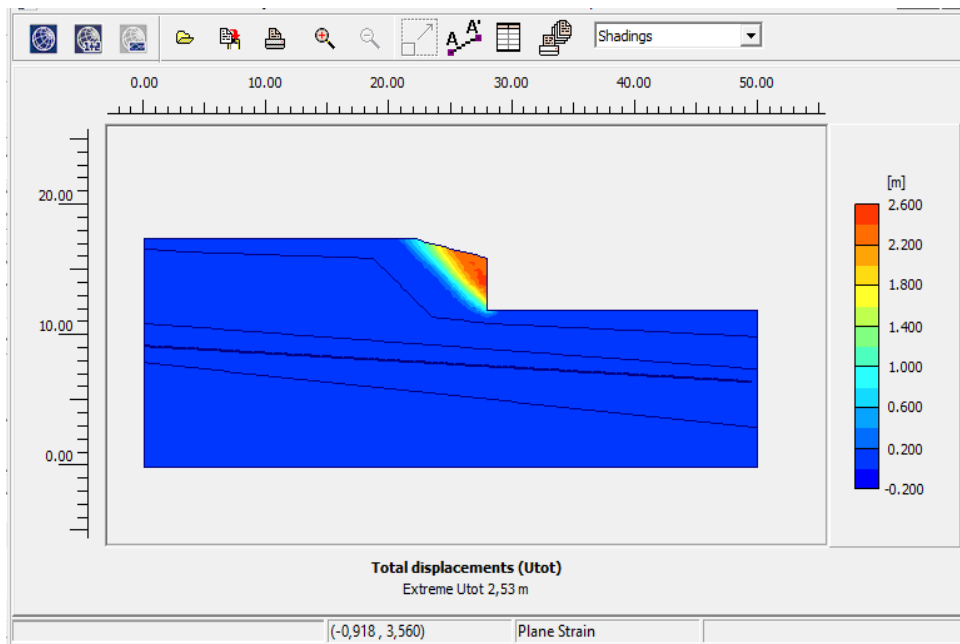 Shadings
0.00 10.00 20.00 30.00 40.00 50.00
20.00
10.00
0.00
[m]
2.600
2.200
1.800
1.400
1.000
0.600
0.200
-0.200
Total displacements (Utot)
Extreme Utot 2,53 m
(-0,918 , 3,560) Plane Strain